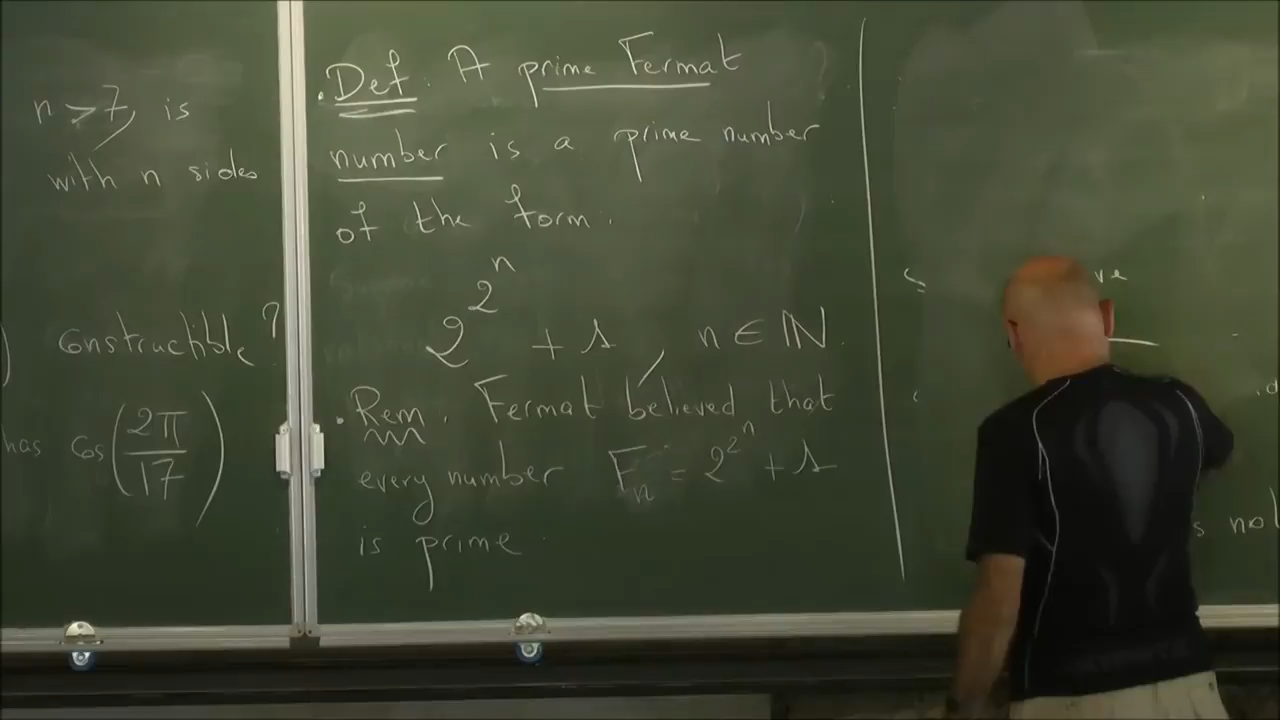 n ≥ 7, is
with n sides
) Constructible ?
has cos(2π/17)
. Def. A prime Fermat
number is a prime number
of the form.
2^{2^n} + 1, n ∈ ℕ.
. Rem. Fermat believed that
every number F_n = 2^{2^n} + 1
is prime.